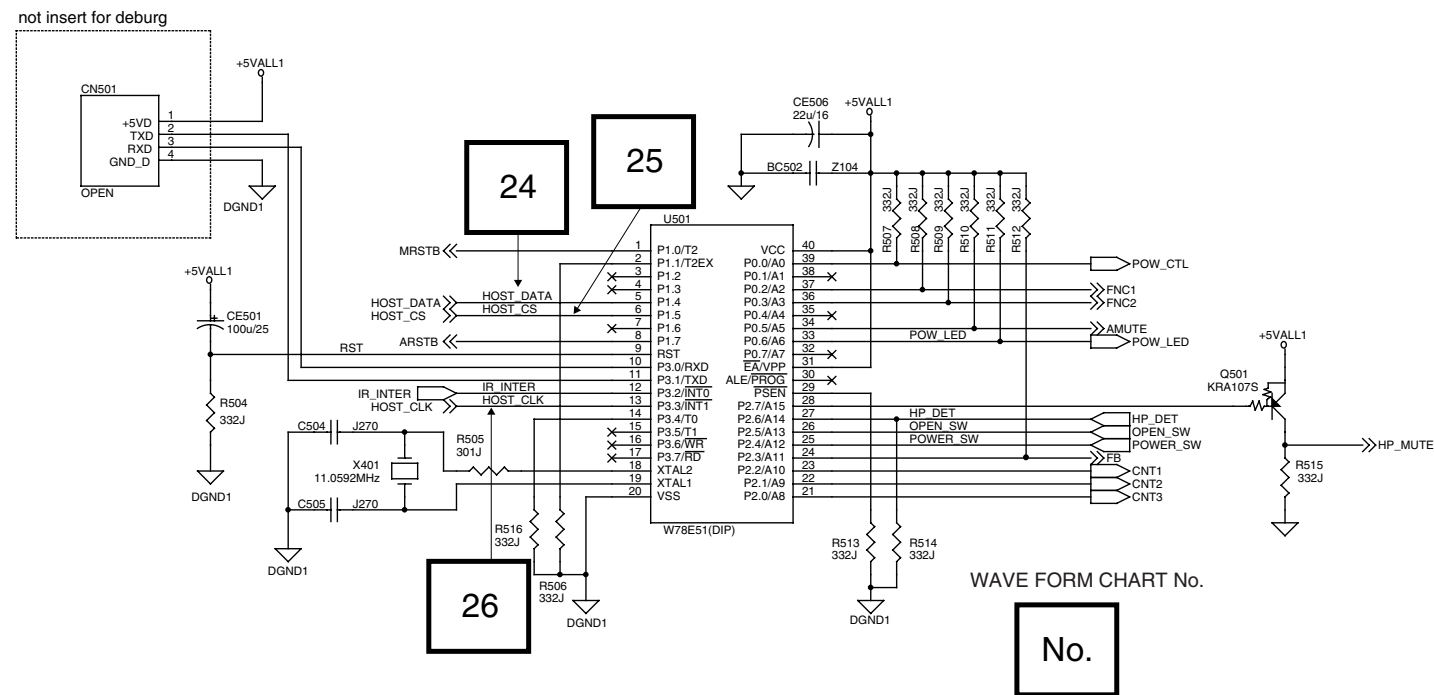 not insert for deburg
+5VALL1
CN501
+5VD 1
TXD 2
RXD 3
GND_D 4
OPEN
DGND1
24
25
CE506
22u/16
+5VALL1
BC502 Z104
332J 332J 332J 332J 332J 332J
R507 R508 R509 R510 R511 R512
U501
MRSTB 1 P1.0/T2 VCC 40
2 P1.1/T2EX P0.0/A0 39 POW_CTL
3 P1.2 P0.1/A1 38
4 P1.3 P0.2/A2 37 FNC1
HOST_DATA HOST_DATA 5 P1.4 P0.3/A3 36 FNC2
HOST_CS HOST_CS 6 P1.5 P0.4/A4 35
7 P1.6 P0.5/A5 34 AMUTE
ARSTB 8 P1.7 P0.6/A6 33 POW_LED POW_LED
RST 9 RST P0.7/A7 32
10 P3.0/RXD EA/VPP 31
11 P3.1/TXD ALE/PROG 30
IR_INTER IR_INTER 12 P3.2/INT0 PSEN 29
HOST_CLK HOST_CLK 13 P3.3/INT1 P2.7/A15 28
14 P3.4/T0 P2.6/A14 27 HP_DET HP_DET
15 P3.5/T1 P2.5/A13 26 OPEN_SW OPEN_SW
16 P3.6/WR P2.4/A12 25 POWER_SW POWER_SW
17 P3.7/RD P2.3/A11 24 FB
18 XTAL2 P2.2/A10 23 CNT1
19 XTAL1 P2.1/A9 22 CNT2
20 VSS P2.0/A8 21 CNT3
W78E51(DIP)
+5VALL1
CE501
100u/25
R504
332J
DGND1
C504 J270
R505
301J
X401
11.0592MHz
C505 J270
DGND1
R516
332J
R506
332J
DGND1
26
R513
332J
R514
332J
DGND1
+5VALL1
Q501
KRA107S
HP_MUTE
R515
332J
WAVE FORM CHART No.
No.